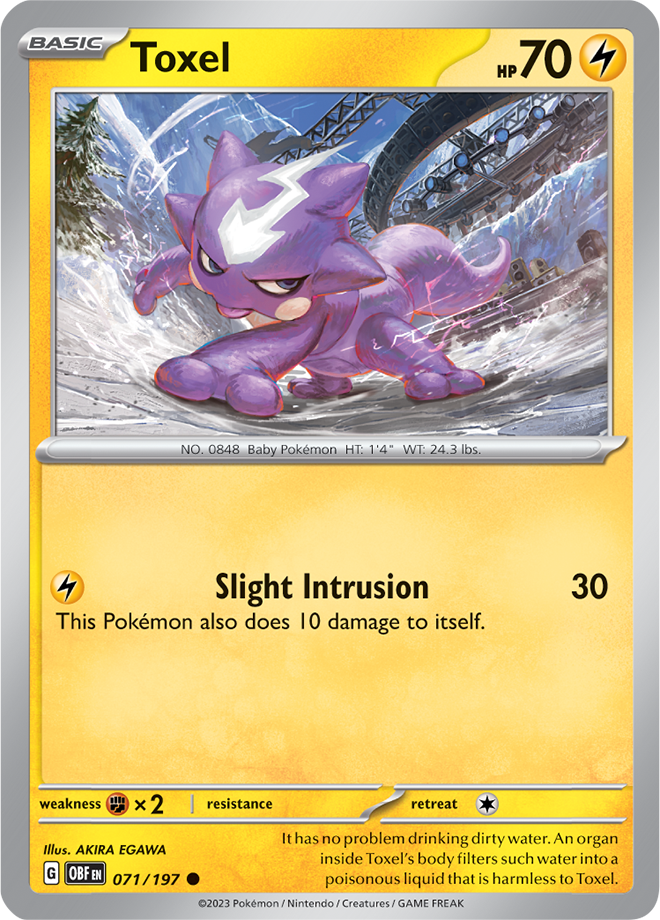 BASIC
Toxel
HP 70
NO. 0848 Baby Pokémon HT: 1'4" WT: 24.3 lbs.
Slight Intrusion 30
This Pokémon also does 10 damage to itself.
weakness ×2 resistance retreat
Illus. AKIRA EGAWA
It has no problem drinking dirty water. An organ
inside Toxel's body filters such water into a
poisonous liquid that is harmless to Toxel.
G OBF EN 071/197
©2023 Pokémon / Nintendo / Creatures / GAME FREAK